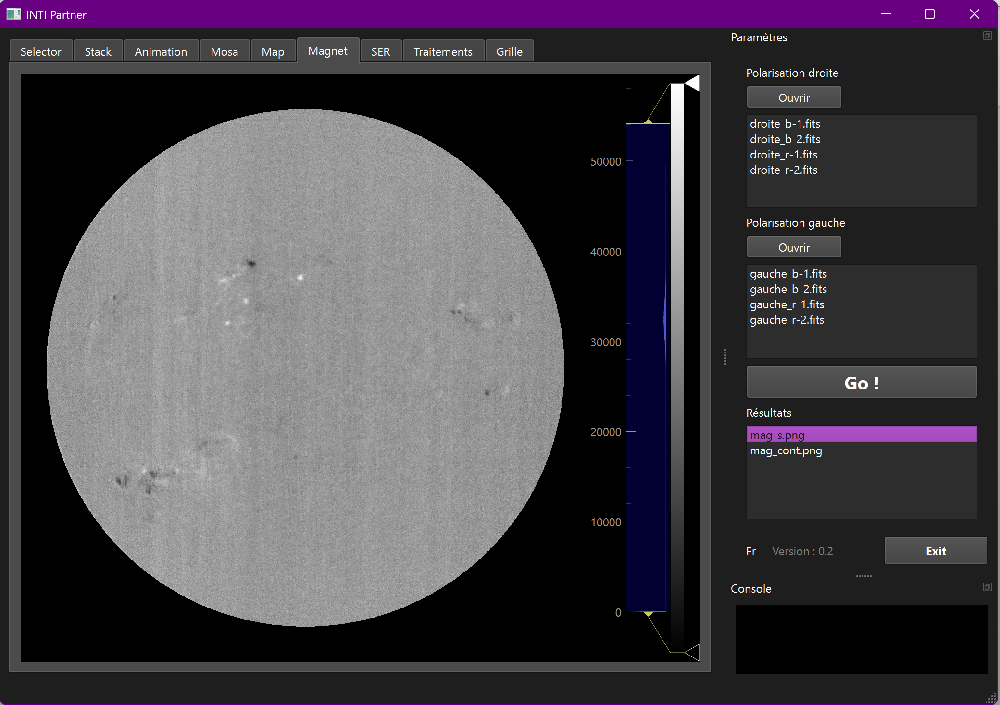 INTI Partner
Selector
Stack
Animation
Mosa
Map
Magnet
SER
Traitements
Grille
50000
40000
30000
20000
10000
0
Paramètres
Polarisation droite
Ouvrir
droite_b-1.fits
droite_b-2.fits
droite_r-1.fits
droite_r-2.fits
Polarisation gauche
Ouvrir
gauche_b-1.fits
gauche_b-2.fits
gauche_r-1.fits
gauche_r-2.fits
Go !
Résultats
mag_s.png
mag_cont.png
Fr Version : 0.2
Exit
Console